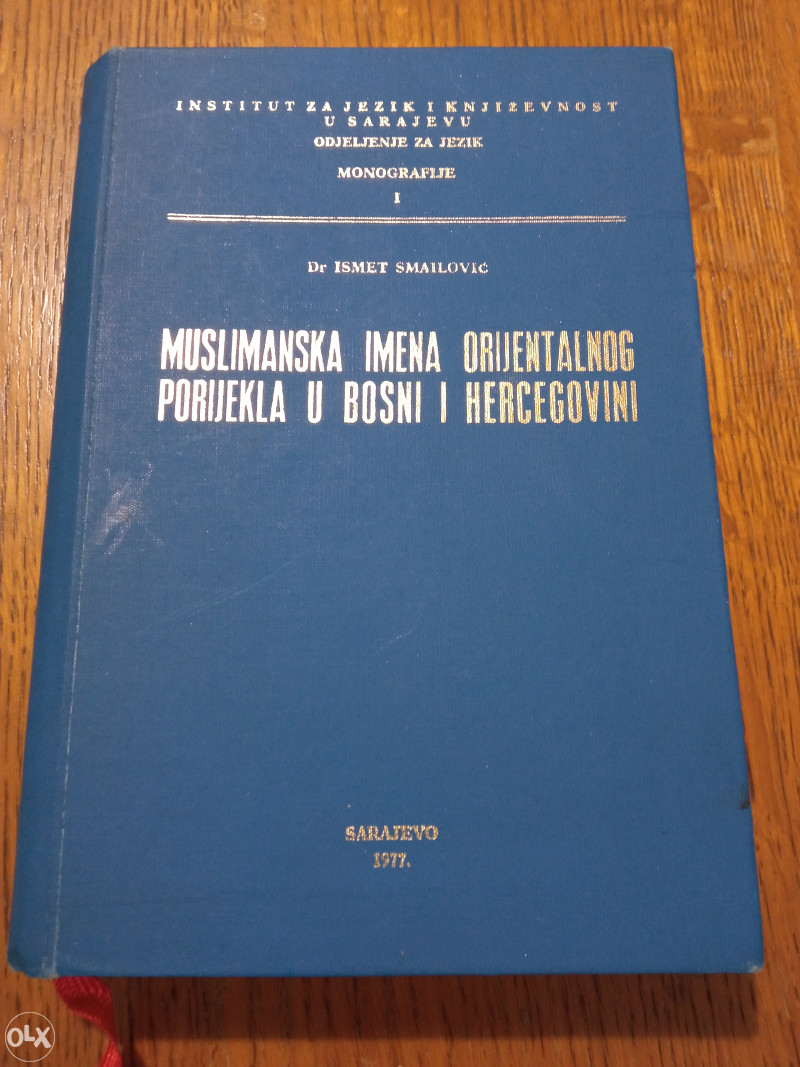 INSTITUT ZA JEZIK I KNJIŽEVNOST
U SARAJEVU
ODJELJENJE ZA JEZIK
MONOGRAFIJE
I
Dr ISMET SMAILOVIĆ
MUSLIMANSKA IMENA ORIJENTALNOG
PORIJEKLA U BOSNI I HERCEGOVINI
SARAJEVO
1977.
OLX